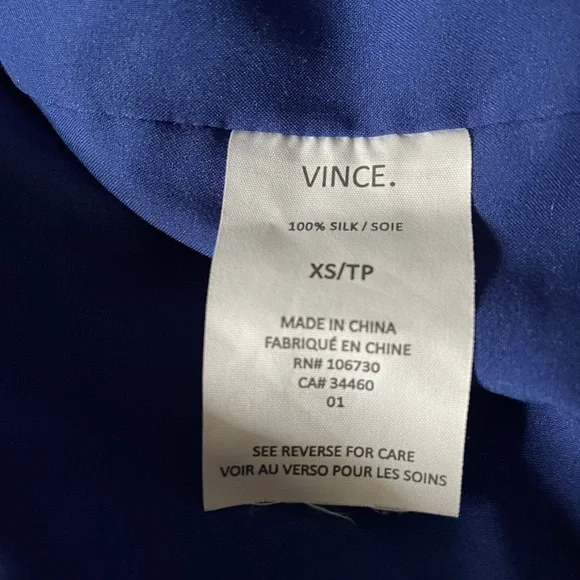 VINCE.
100% SILK / SOIE
XS/TP
MADE IN CHINA
FABRIQUÉ EN CHINE
RN# 106730
CA# 34460
01
SEE REVERSE FOR CARE
VOIR AU VERSO POUR LES SOINS